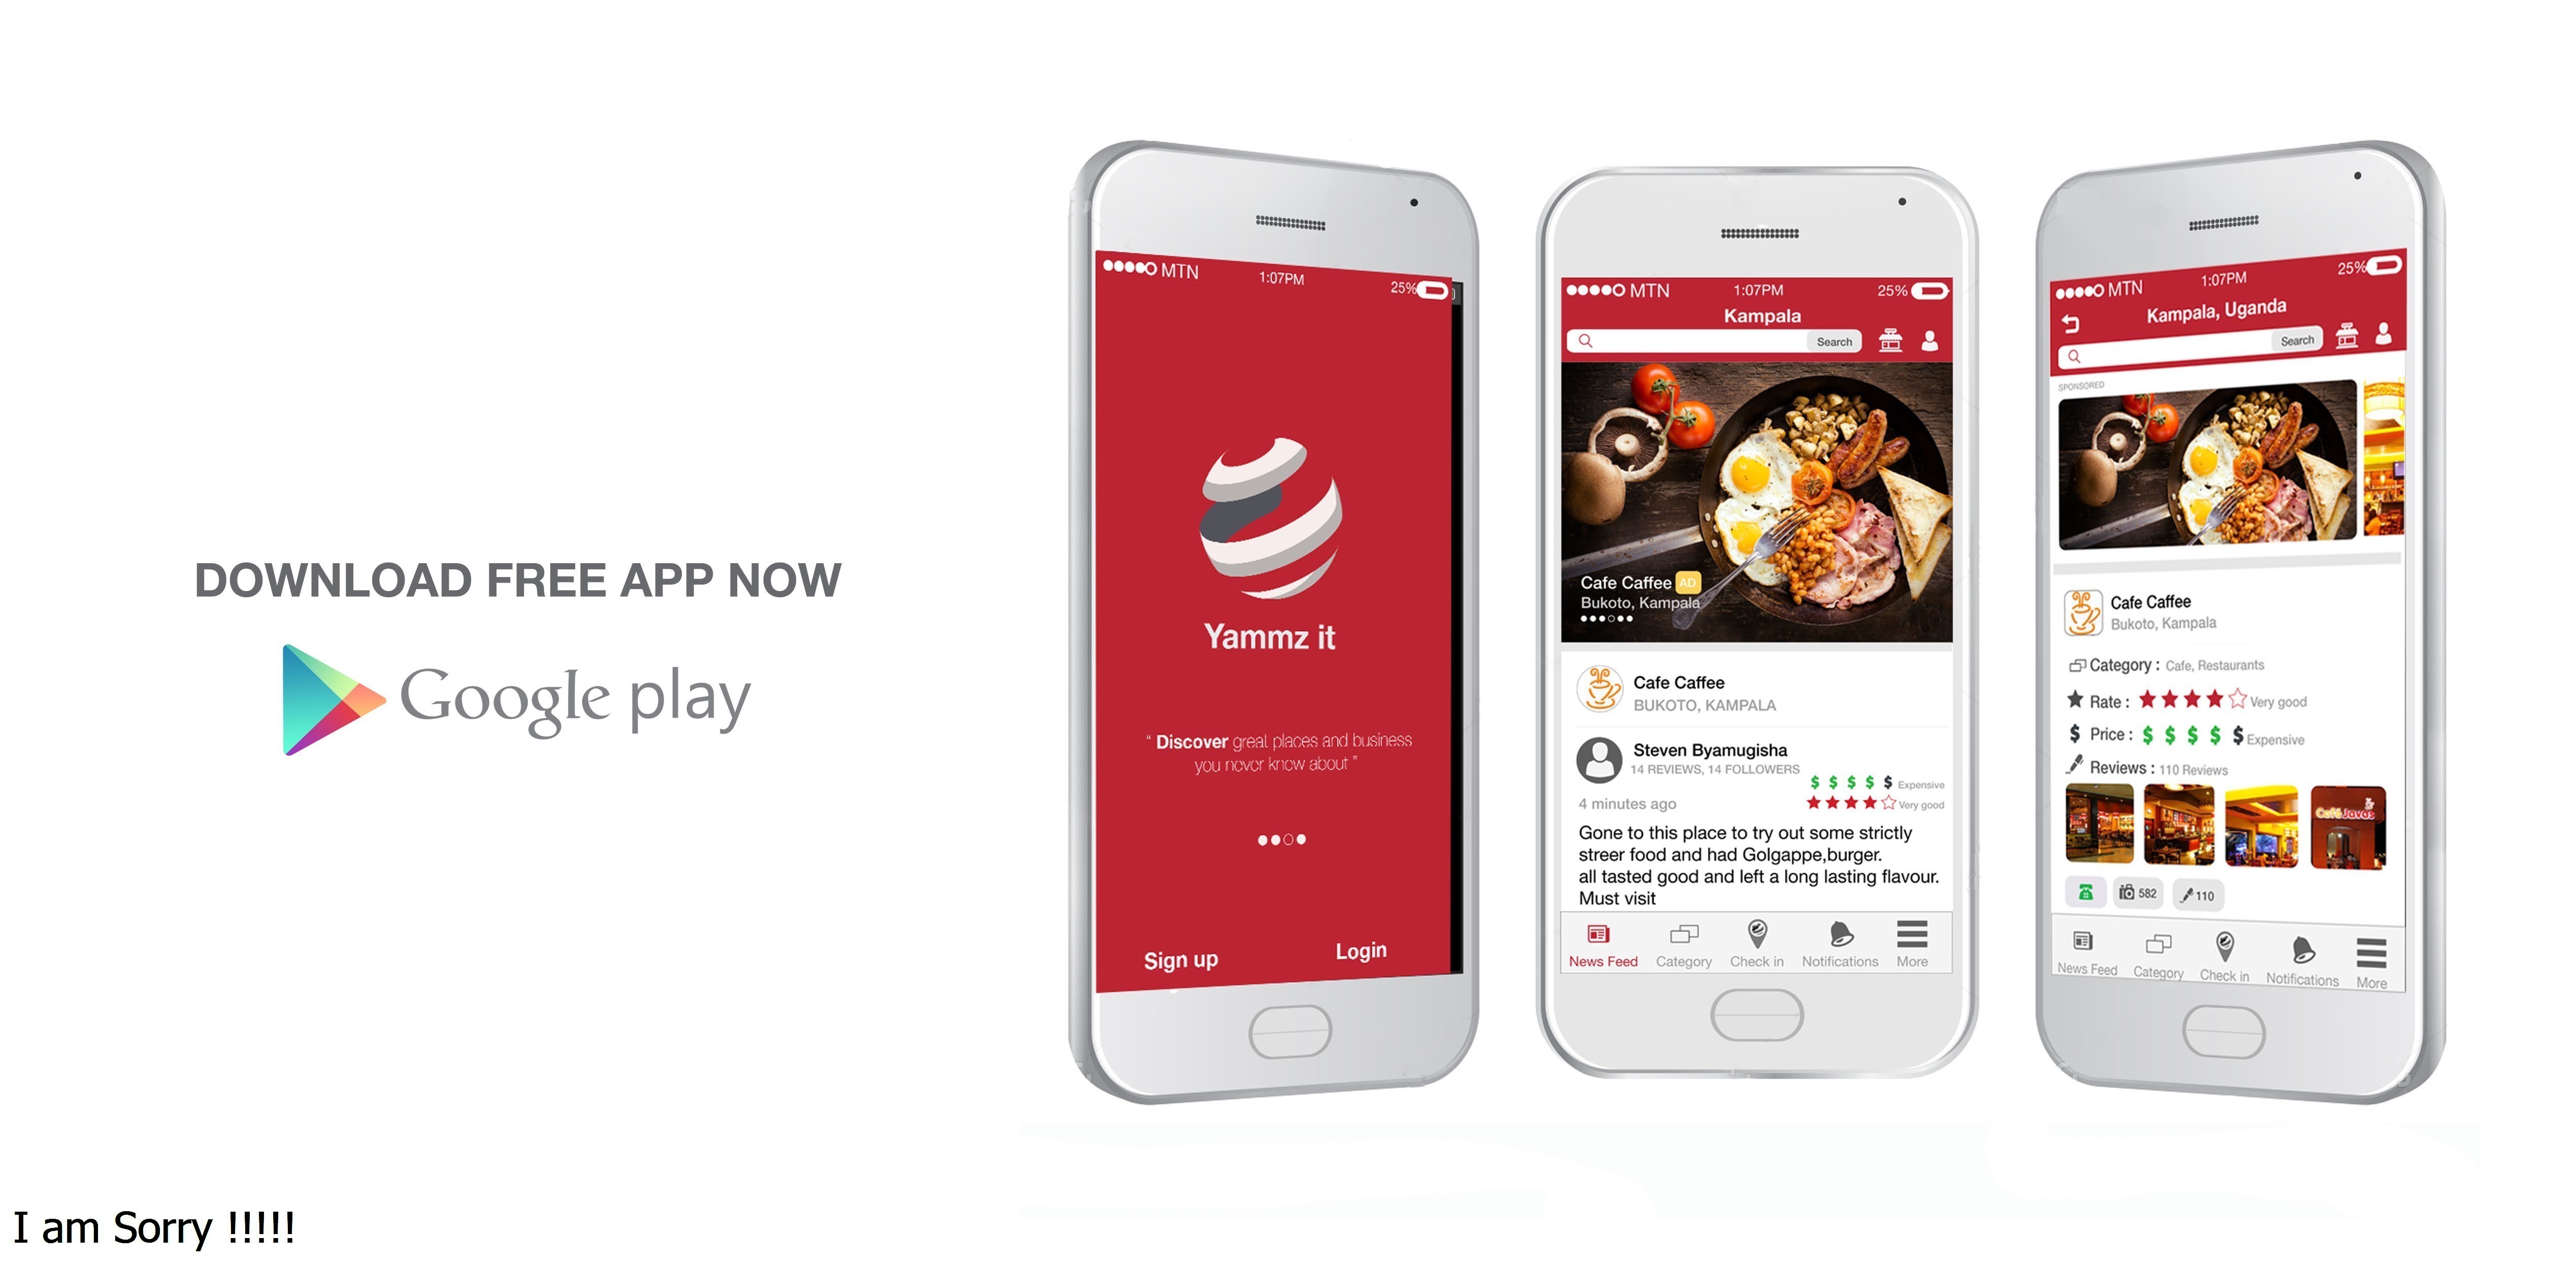 DOWNLOAD FREE APP NOW
Google play
MTN 1:07PM 25%
Yammz it
" Discover great places and business
you never knew about "
Sign up Login
MTN 1:07PM 25%
Kampala
Search
Cafe Caffee AD
Bukoto, Kampala
Cafe Caffee
BUKOTO, KAMPALA
Steven Byamugisha
14 REVIEWS, 14 FOLLOWERS
$ $ $ $ $ Expensive
4 minutes ago
Very good
Gone to this place to try out some strictly
streer food and had Golgappe,burger.
all tasted good and left a long lasting flavour.
Must visit
News Feed Category Check in Notifications More
MTN 1:07PM 25%
Kampala, Uganda
Search
SPONSORED
Cafe Caffee
Bukoto, Kampala
Category : Cafe, Restaurants
Rate : Very good
$ Price : $ $ $ $ $ Expensive
Reviews : 110 Reviews
Café Javas
582 110
News Feed Category Check in Notifications More
I am Sorry !!!!!